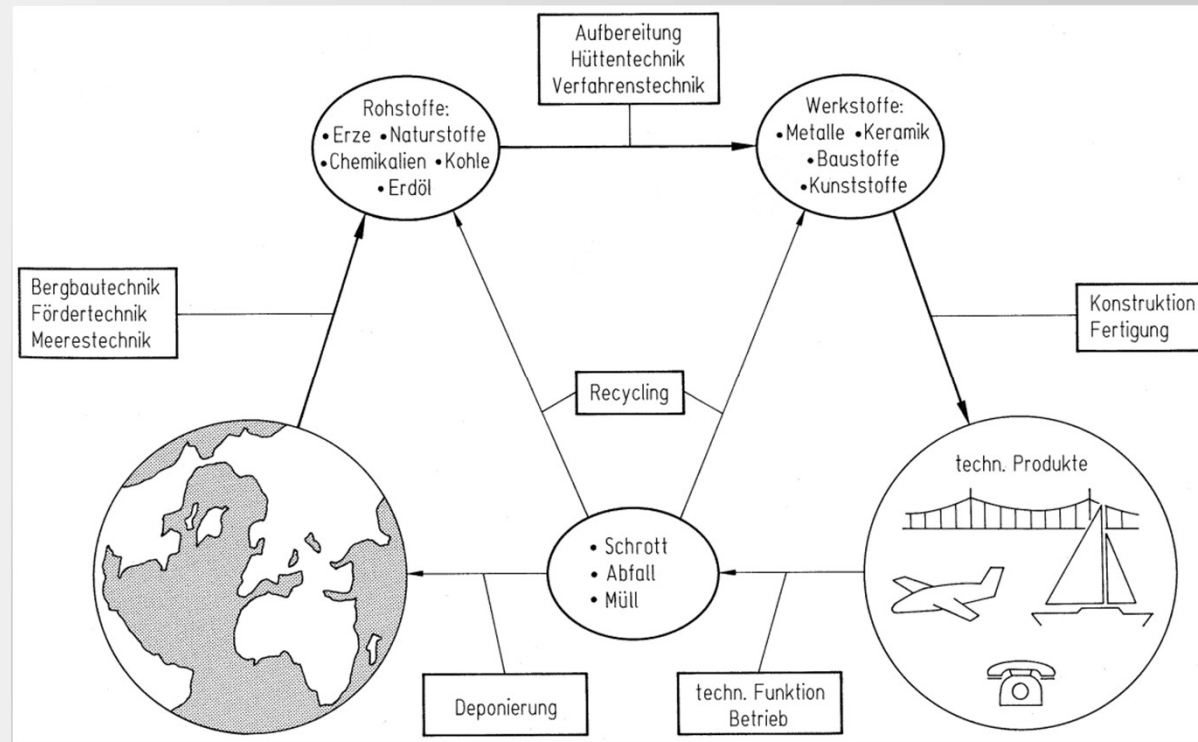 Aufbereitung
Hüttentechnik
Verfahrenstechnik
Rohstoffe:
• Erze • Naturstoffe
• Chemikalien • Kohle
• Erdöl
Werkstoffe:
• Metalle • Keramik
• Baustoffe
• Kunststoffe
Bergbautechnik
Fördertechnik
Meerestechnik
Konstruktion
Fertigung
Recycling
techn. Produkte
• Schrott
• Abfall
• Müll
Deponierung
techn. Funktion
Betrieb